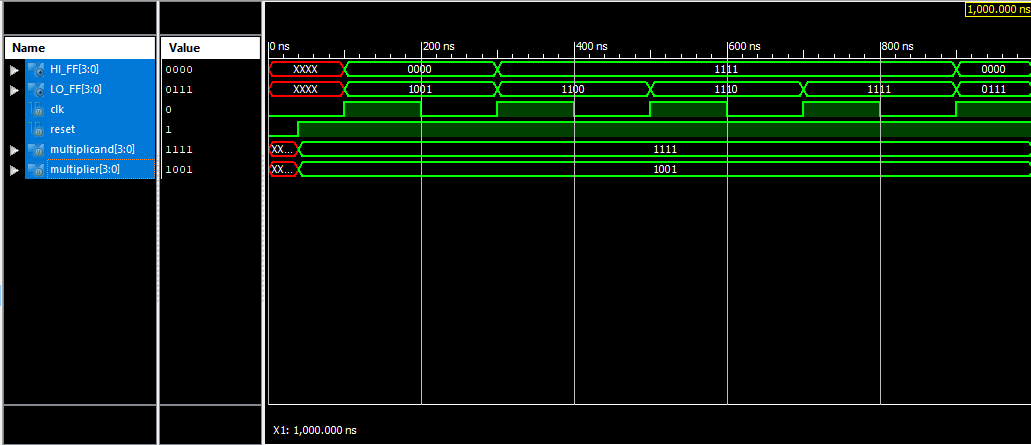 1,000.000 ns
Name Value
0 ns 200 ns 400 ns 600 ns 800 ns
HI_FF[3:0] 0000 XXXX 0000 1111 0000
LO_FF[3:0] 0111 XXXX 1001 1100 1110 1111 0111
clk 0
reset 1
multiplicand[3:0] 1111 XX... 1111
multiplier[3:0] 1001 XX... 1001
X1: 1,000.000 ns